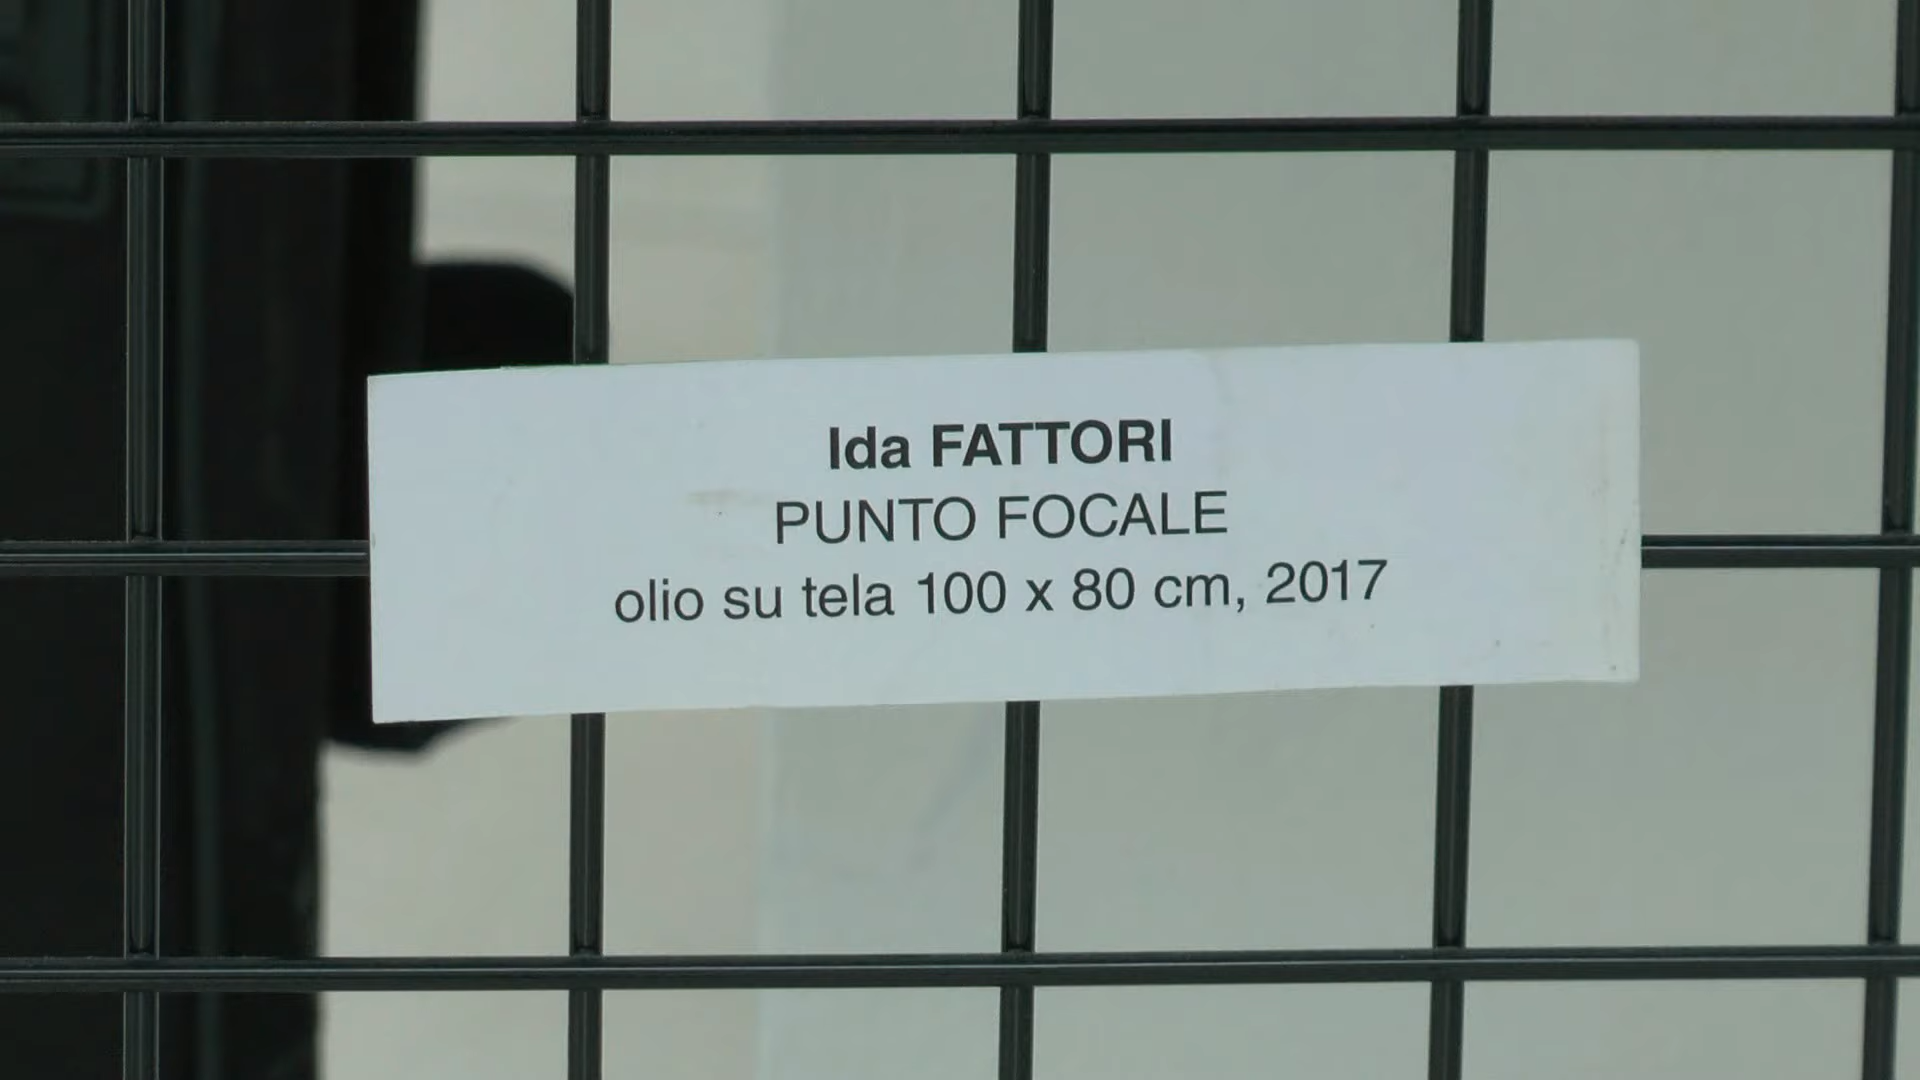 Ida FATTORI
PUNTO FOCALE
olio su tela 100 x 80 cm, 2017